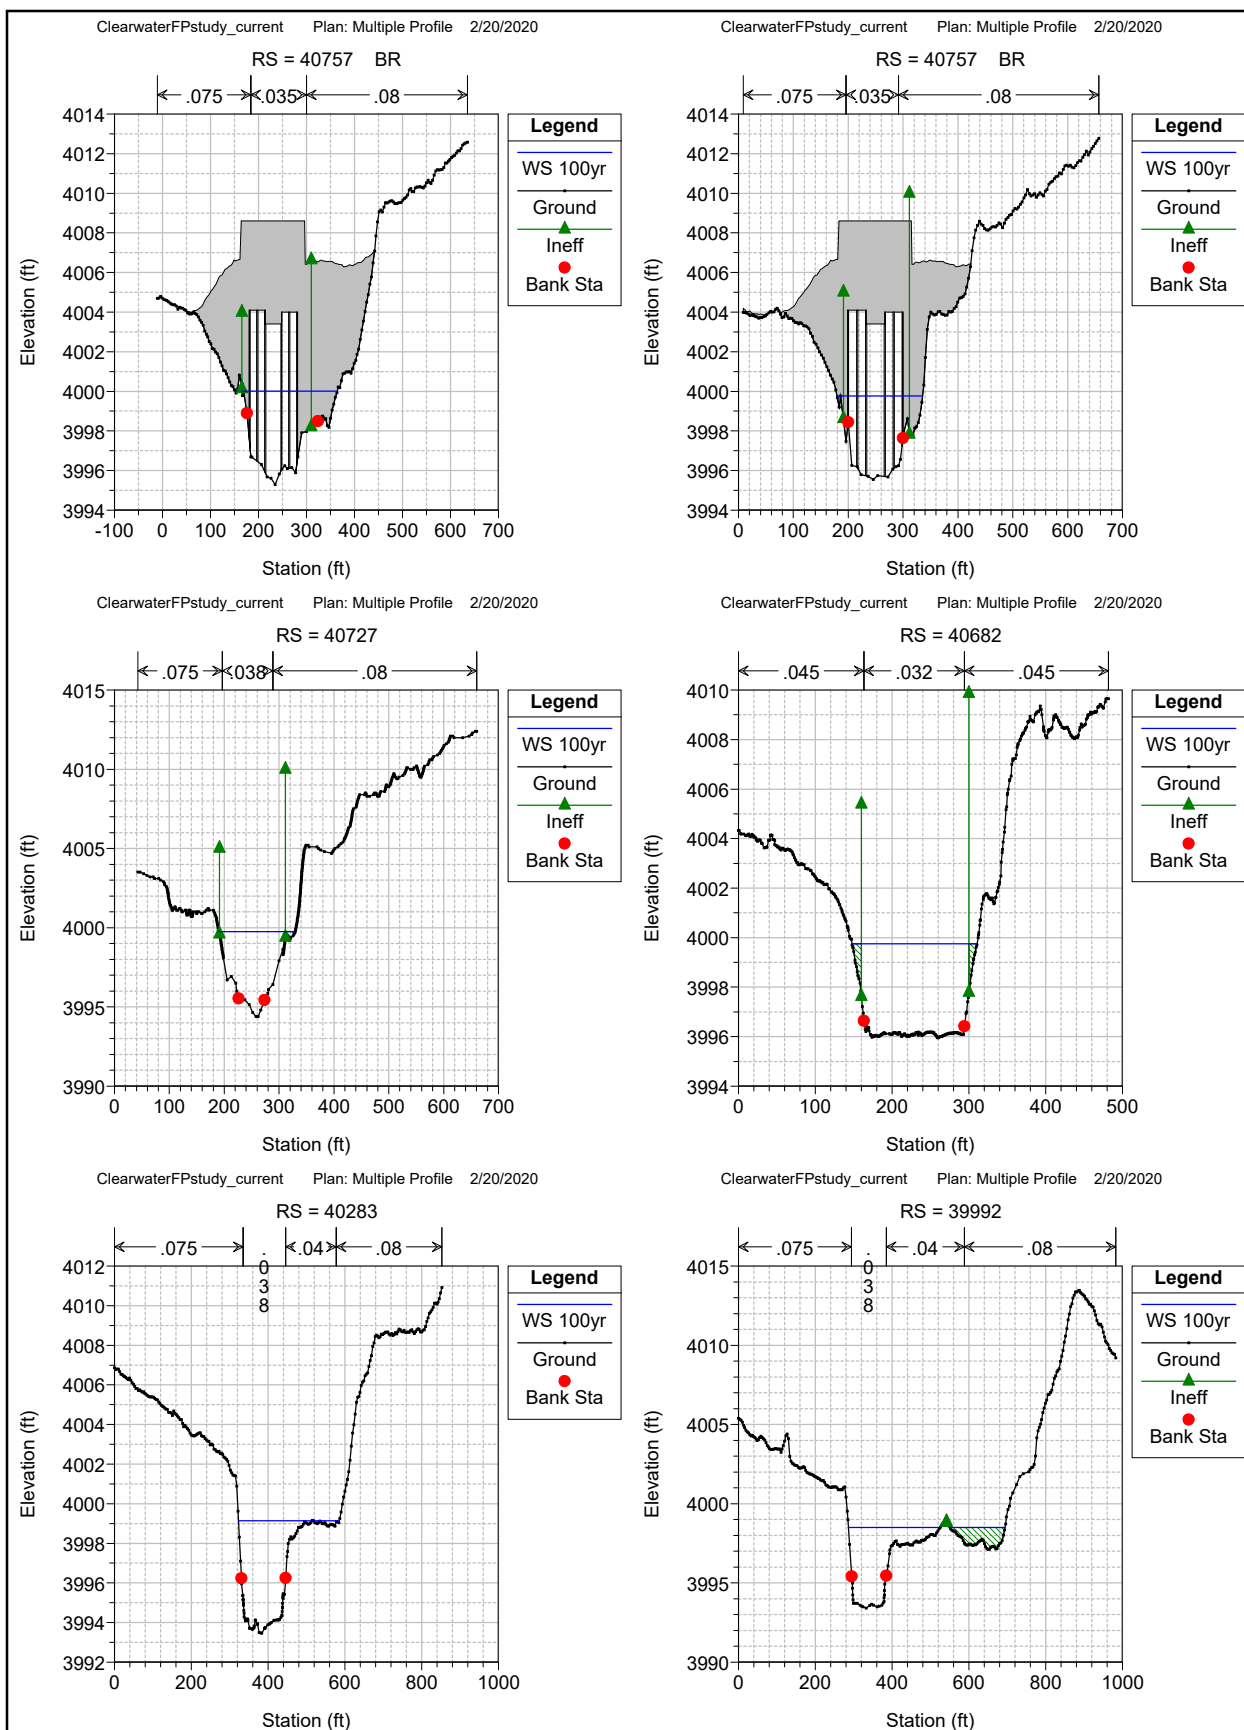 ClearwaterFPstudy_current Plan: Multiple Profile 2/20/2020
RS = 40757 BR
.075 .035 .08
4014
4012
4010
4008
4006
4004
4002
4000
3998
3996
3994
Elevation (ft)
-100 0 100 200 300 400 500 600 700
Station (ft)
Legend
WS 100yr
Ground
Ineff
Bank Sta
ClearwaterFPstudy_current Plan: Multiple Profile 2/20/2020
RS = 40757 BR
.075 .035 .08
4014
4012
4010
4008
4006
4004
4002
4000
3998
3996
3994
Elevation (ft)
0 100 200 300 400 500 600 700
Station (ft)
Legend
WS 100yr
Ground
Ineff
Bank Sta
ClearwaterFPstudy_current Plan: Multiple Profile 2/20/2020
RS = 40727
.075 .038 .08
4015
4010
4005
4000
3995
3990
Elevation (ft)
0 100 200 300 400 500 600 700
Station (ft)
Legend
WS 100yr
Ground
Ineff
Bank Sta
ClearwaterFPstudy_current Plan: Multiple Profile 2/20/2020
RS = 40682
.045 .032 .045
4010
4008
4006
4004
4002
4000
3998
3996
3994
Elevation (ft)
0 100 200 300 400 500
Station (ft)
Legend
WS 100yr
Ground
Ineff
Bank Sta
ClearwaterFPstudy_current Plan: Multiple Profile 2/20/2020
RS = 40283
.075 .038 .04 .08
4012
4010
4008
4006
4004
4002
4000
3998
3996
3994
3992
Elevation (ft)
0 200 400 600 800 1000
Station (ft)
Legend
WS 100yr
Ground
Bank Sta
ClearwaterFPstudy_current Plan: Multiple Profile 2/20/2020
RS = 39992
.075 .038 .04 .08
4015
4010
4005
4000
3995
3990
Elevation (ft)
0 200 400 600 800 1000
Station (ft)
Legend
WS 100yr
Ground
Ineff
Bank Sta